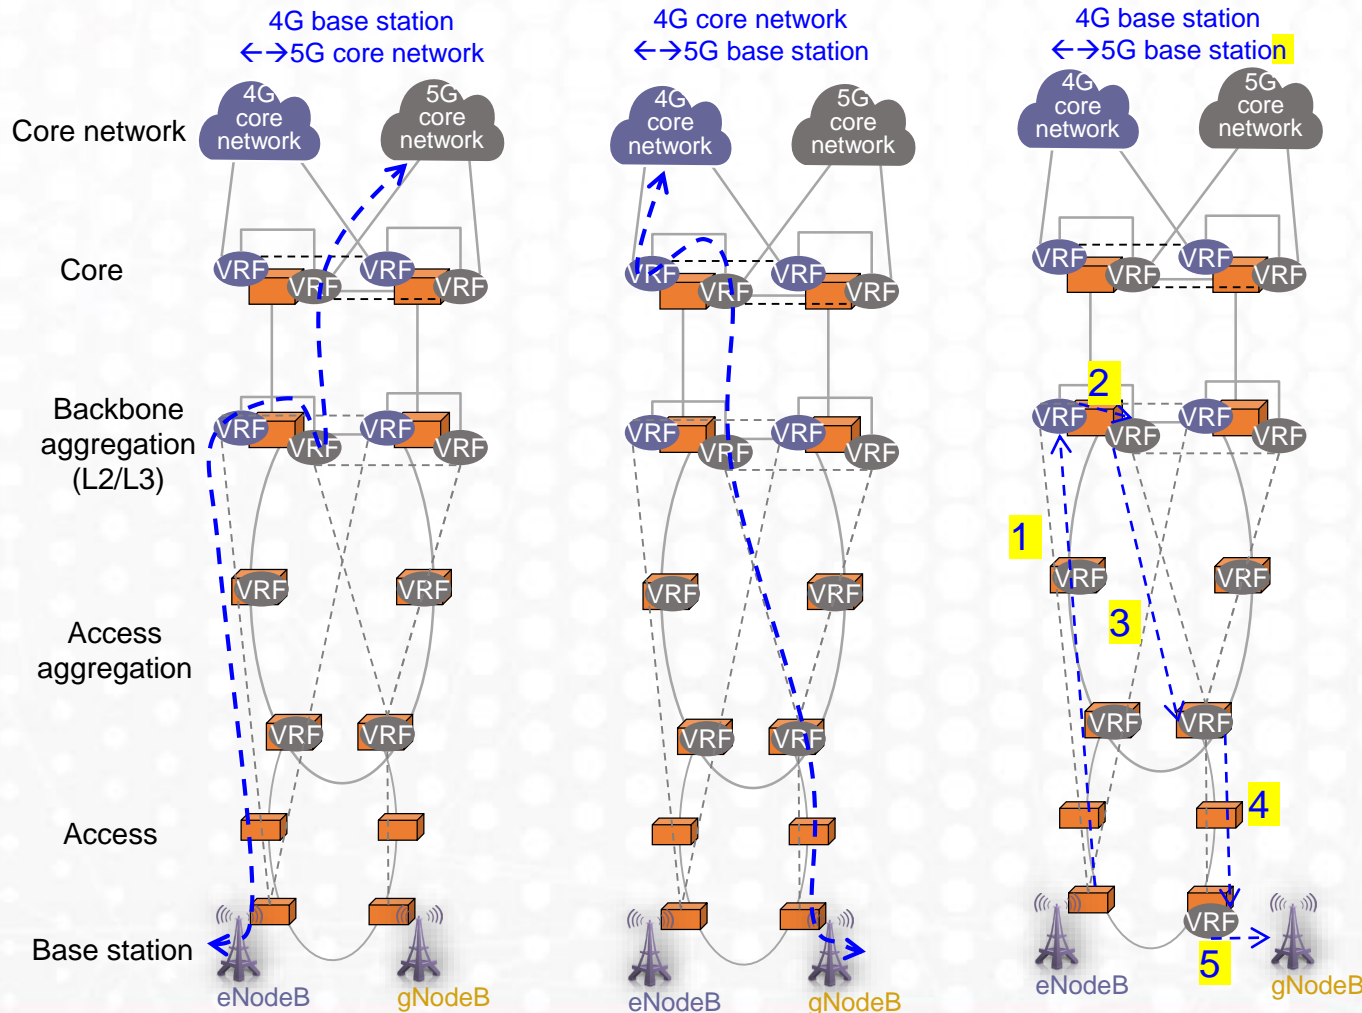 4G base station
←→5G core network
4G core network
←→5G base station
4G base station
←→5G base station
Core network
4G
core
network
5G
core
network
4G
core
network
5G
core
network
4G
core
network
5G
core
network
Core
VRF
VRF
VRF
VRF
VRF
VRF
VRF
VRF
VRF
VRF
VRF
VRF
Backbone
aggregation
(L2/L3)
VRF
VRF
VRF
VRF
VRF
VRF
VRF
VRF
VRF
2
VRF
VRF
VRF
1
VRF
VRF
VRF
VRF
VRF
VRF
Access
aggregation
3
VRF
VRF
VRF
VRF
VRF
VRF
Access
4
Base station
VRF
5
eNodeB
gNodeB
eNodeB
gNodeB
eNodeB
gNodeB